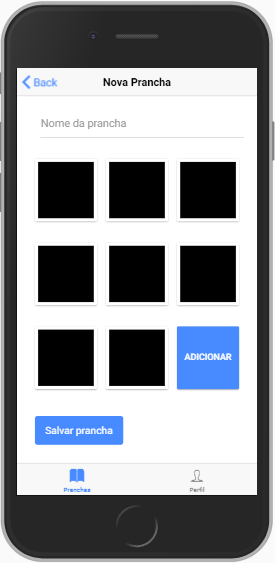 Back
Nova Prancha
Nome da prancha
ADICIONAR
Salvar prancha
Pranchas
Perfil